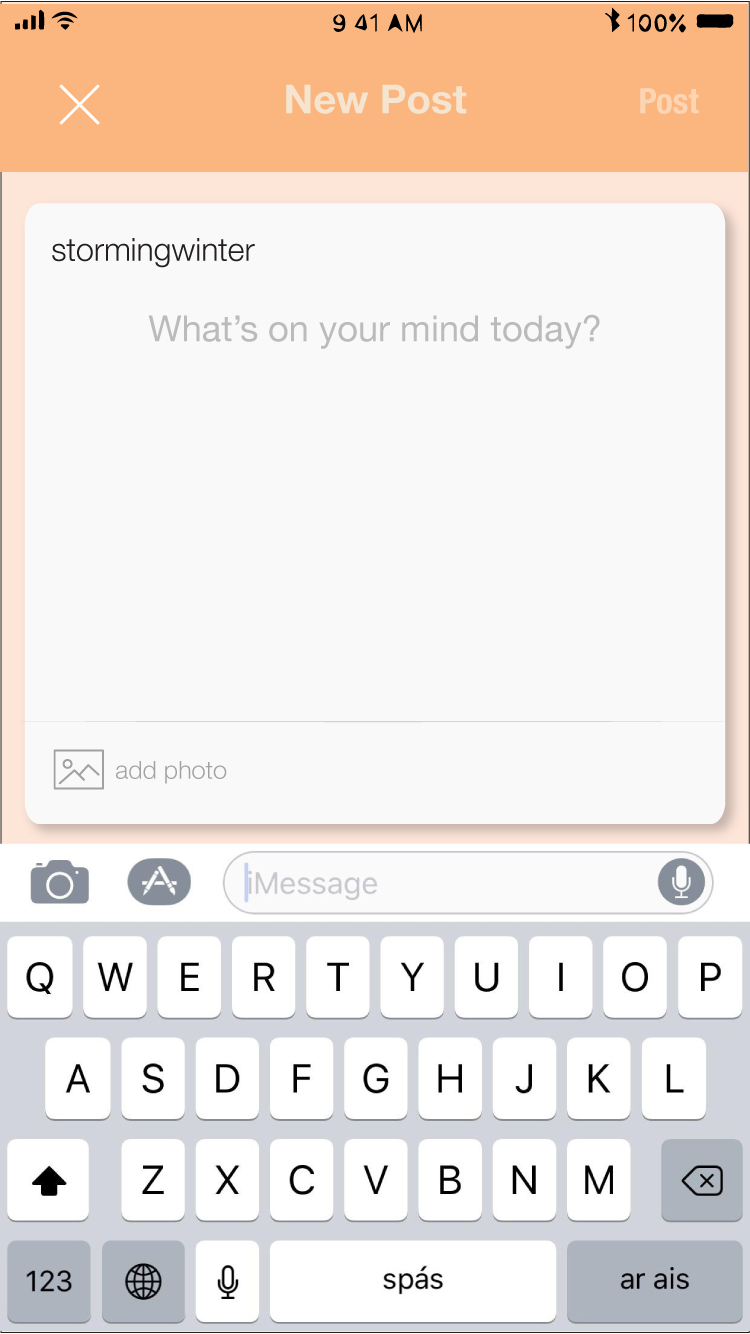 9 41 AM 100%
New Post Post
stormingwinter
What's on your mind today?
add photo
iMessage
Q W E R T Y U I O P
A S D F G H J K L
Z X C V B N M
123 spás ar ais